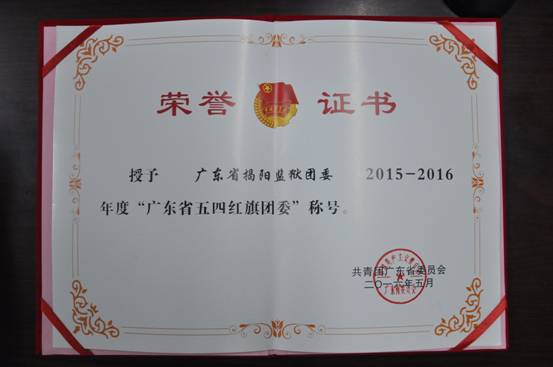 荣誉证书
授予 广东省揭阳监狱团委 2015-2016
年度“广东省五四红旗团委”称号。
共青团广东省委员会
二〇一六年五月